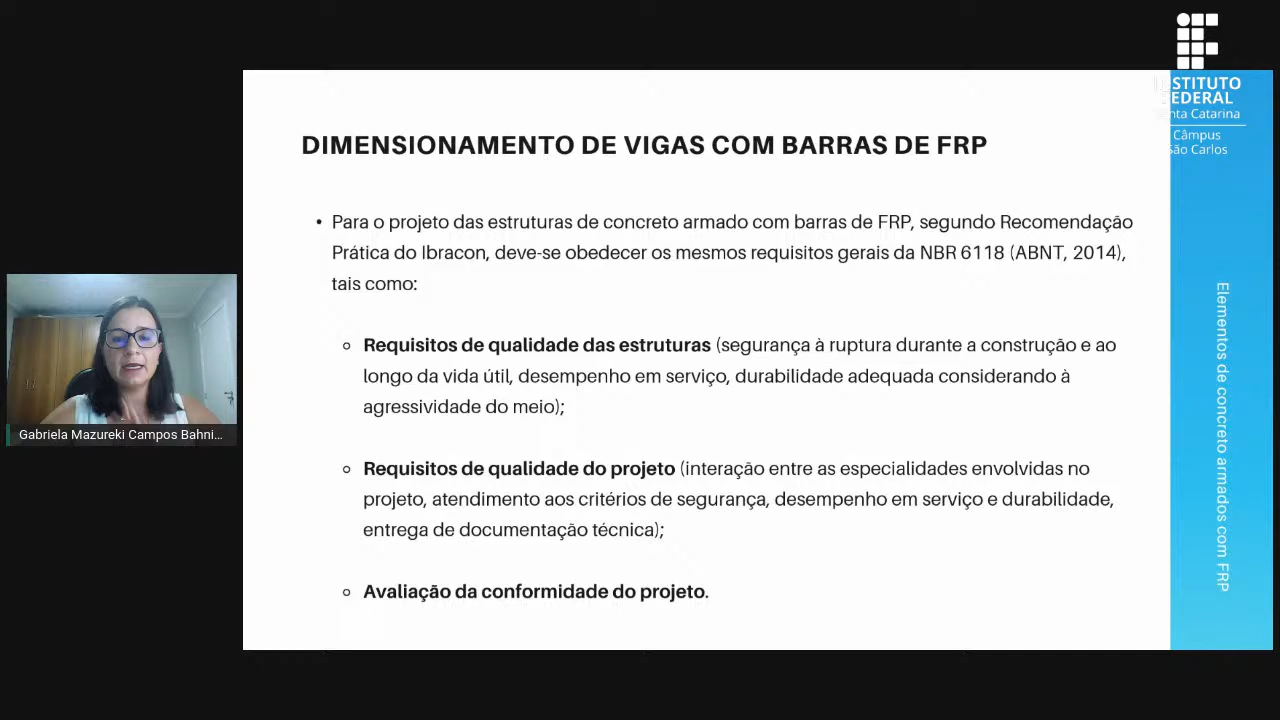 INSTITUTO
FEDERAL
Santa Catarina
Câmpus
São Carlos
DIMENSIONAMENTO DE VIGAS COM BARRAS DE FRP
• Para o projeto das estruturas de concreto armado com barras de FRP, segundo Recomendação
Prática do Ibracon, deve-se obedecer os mesmos requisitos gerais da NBR 6118 (ABNT, 2014),
tais como:
Requisitos de qualidade das estruturas (segurança à ruptura durante a construção e ao
longo da vida útil, desempenho em serviço, durabilidade adequada considerando à
agressividade do meio);
Requisitos de qualidade do projeto (interação entre as especialidades envolvidas no
projeto, atendimento aos critérios de segurança, desempenho em serviço e durabilidade,
entrega de documentação técnica);
Avaliação da conformidade do projeto.
Elementos de concreto armados com FRP
Gabriela Mazureki Campos Bahni...